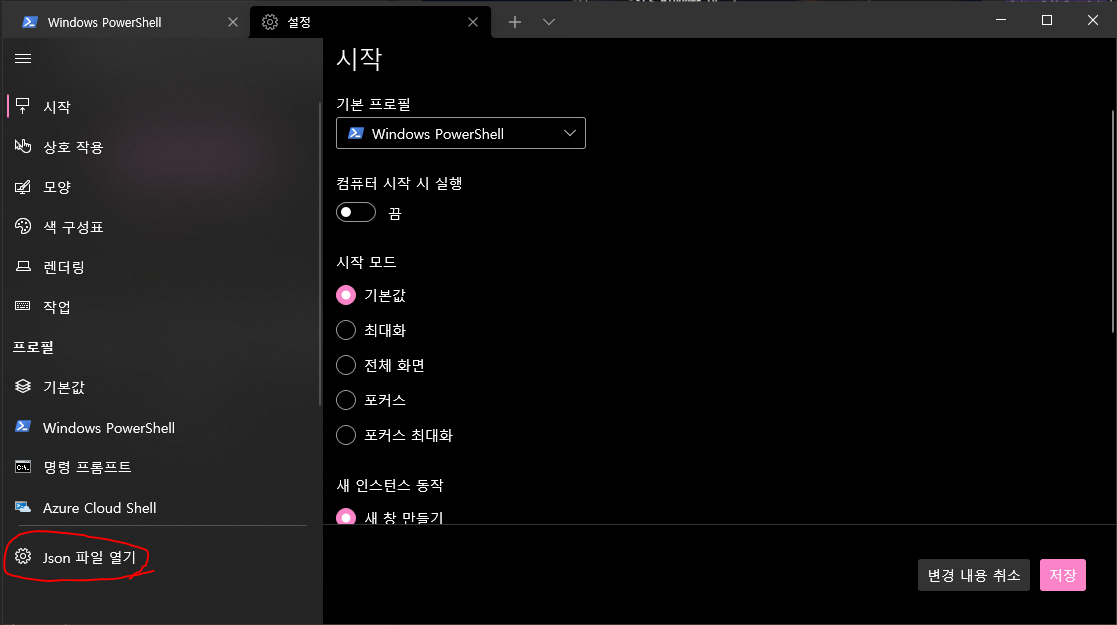 Windows PowerShell
설정
시작
상호 작용
모양
색 구성표
렌더링
작업
프로필
기본값
Windows PowerShell
명령 프롬프트
Azure Cloud Shell
Json 파일 열기
시작
기본 프로필
Windows PowerShell
컴퓨터 시작 시 실행
끔
시작 모드
기본값
최대화
전체 화면
포커스
포커스 최대화
새 인스턴스 동작
새 창 만들기
변경 내용 취소
저장